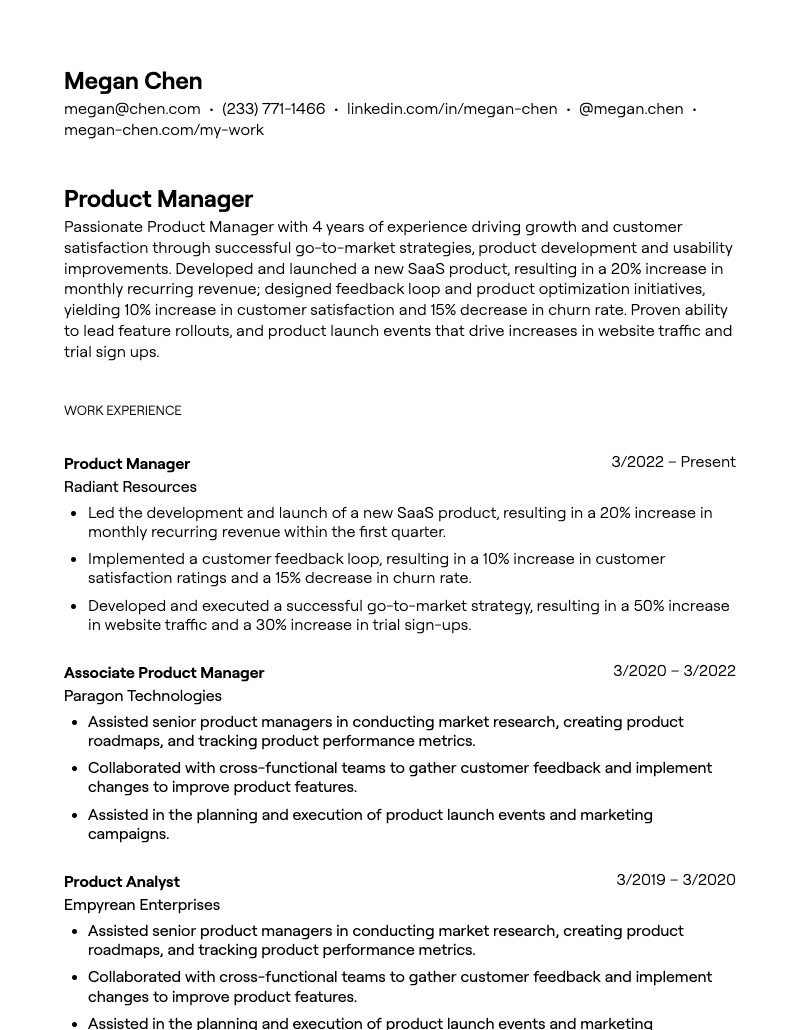 Megan Chen
megan@chen.com • (233) 771-1466 • linkedin.com/in/megan-chen • @megan.chen •
megan-chen.com/my-work
Product Manager
Passionate Product Manager with 4 years of experience driving growth and customer
satisfaction through successful go-to-market strategies, product development and usability
improvements. Developed and launched a new SaaS product, resulting in a 20% increase in
monthly recurring revenue; designed feedback loop and product optimization initiatives,
yielding 10% increase in customer satisfaction and 15% decrease in churn rate. Proven ability
to lead feature rollouts, and product launch events that drive increases in website traffic and
trial sign ups.
WORK EXPERIENCE
Product Manager 3/2022 – Present
Radiant Resources
• Led the development and launch of a new SaaS product, resulting in a 20% increase in
monthly recurring revenue within the first quarter.
• Implemented a customer feedback loop, resulting in a 10% increase in customer
satisfaction ratings and a 15% decrease in churn rate.
• Developed and executed a successful go-to-market strategy, resulting in a 50% increase
in website traffic and a 30% increase in trial sign-ups.
Associate Product Manager 3/2020 – 3/2022
Paragon Technologies
• Assisted senior product managers in conducting market research, creating product
roadmaps, and tracking product performance metrics.
• Collaborated with cross-functional teams to gather customer feedback and implement
changes to improve product features.
• Assisted in the planning and execution of product launch events and marketing
campaigns.
Product Analyst 3/2019 – 3/2020
Empyrean Enterprises
• Assisted senior product managers in conducting market research, creating product
roadmaps, and tracking product performance metrics.
• Collaborated with cross-functional teams to gather customer feedback and implement
changes to improve product features.
• Assisted in the planning and execution of product launch events and marketing